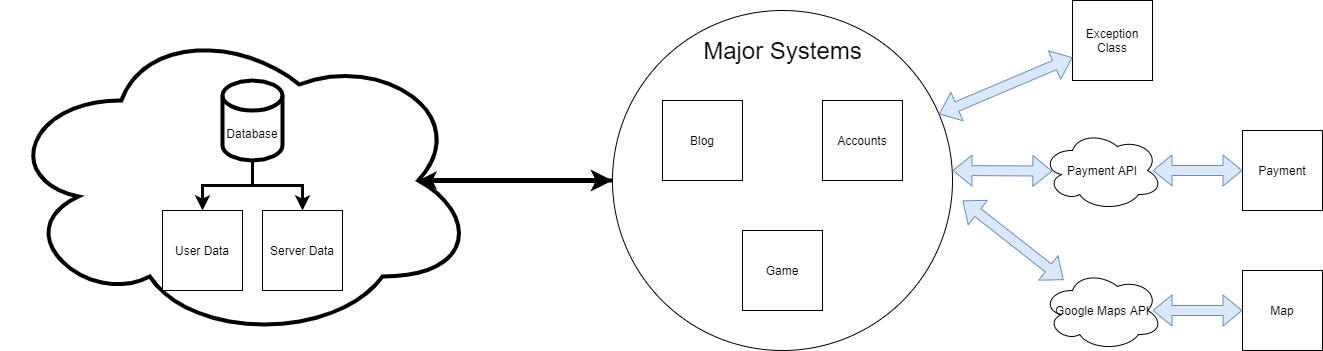 Database
User Data
Server Data
Major Systems
Blog
Accounts
Game
Exception
Class
Payment API
Payment
Google Maps API
Map